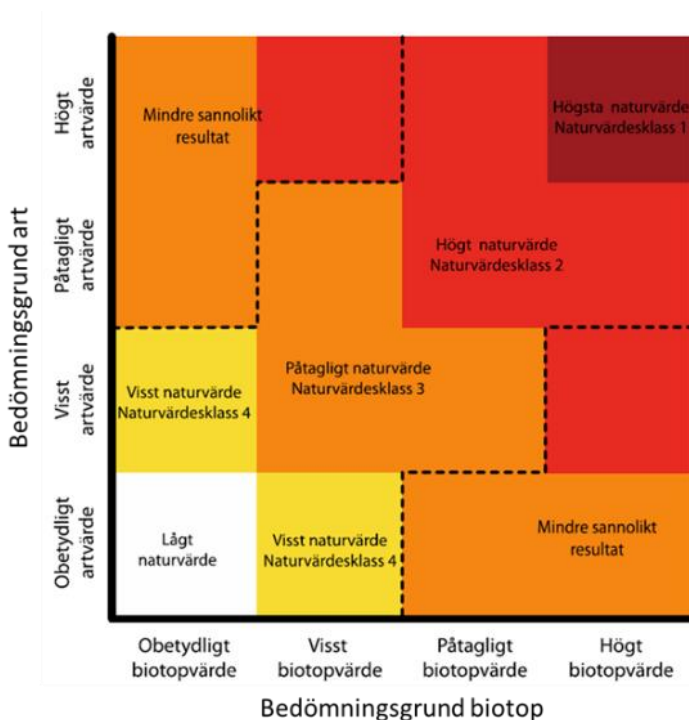 Bedömningsgrund art
Högt
artvärde
Påtagligt
artvärde
Visst
artvärde
Obetydligt
artvärde
Mindre sannolikt
resultat
Högsta naturvärde
Naturvärdesklass 1
Högt naturvärde
Naturvärdesklass 2
Påtagligt naturvärde
Naturvärdesklass 3
Visst naturvärde
Naturvärdesklass 4
Lågt
naturvärde
Visst naturvärde
Naturvärdesklass 4
Mindre sannolikt
resultat
Obetydligt
biotopvärde
Visst
biotopvärde
Påtagligt
biotopvärde
Högt
biotopvärde
Bedömningsgrund biotop